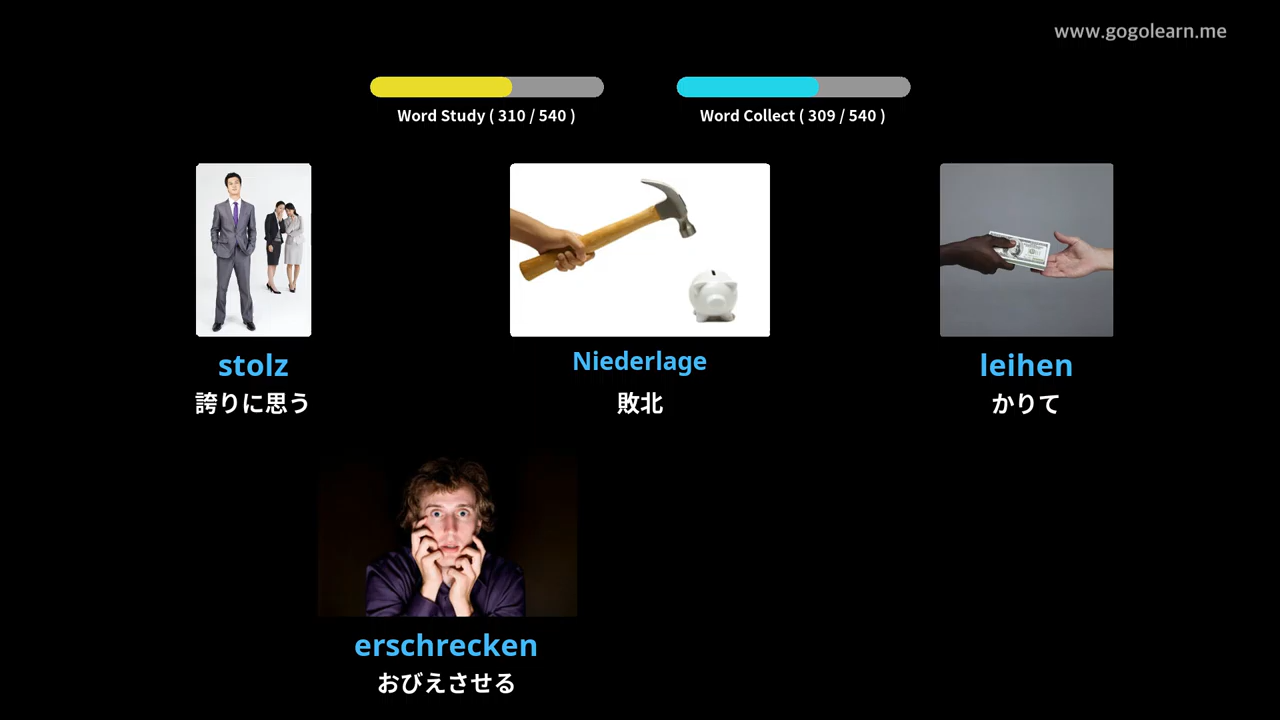 www.gogolearn.me
Word Study ( 310 / 540 )
Word Collect ( 309 / 540 )
stolz
誇りに思う
Niederlage
敗北
leihen
かりて
erschrecken
おびえさせる